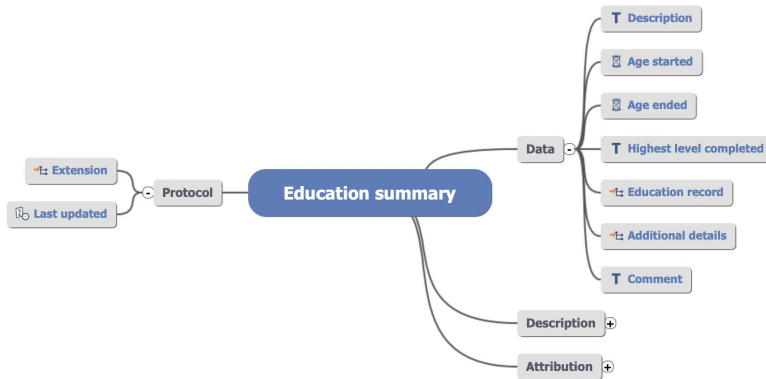 Description
Age started
Age ended
Data
Highest level completed
Extension
Protocol
Education summary
Education record
Last updated
Additional details
Comment
Description
Attribution